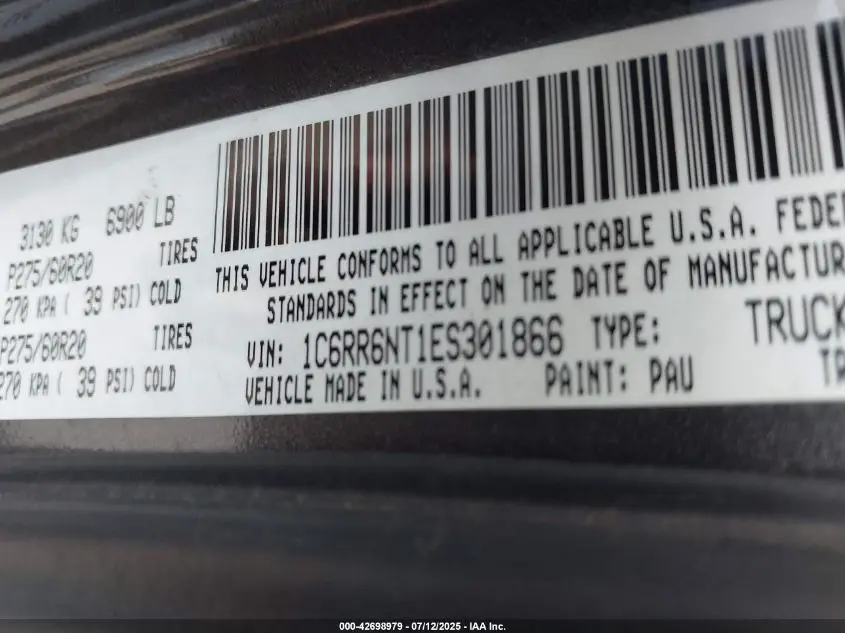 3130 KG 6900 LB
P275/60R20 TIRES
270 KPA ( 39 PSI) COLD
P275/60R20 TIRES
270 KPA ( 39 PSI) COLD
THIS VEHICLE CONFORMS TO ALL APPLICABLE U.S.A. FEDE
STANDARDS IN EFFECT ON THE DATE OF MANUFACTUR
VIN: 1C6RR6NT1ES301866 TYPE: TRUCK
VEHICLE MADE IN U.S.A. PAINT: PAU TR
000-42698979 - 07/12/2025 - IAA Inc.